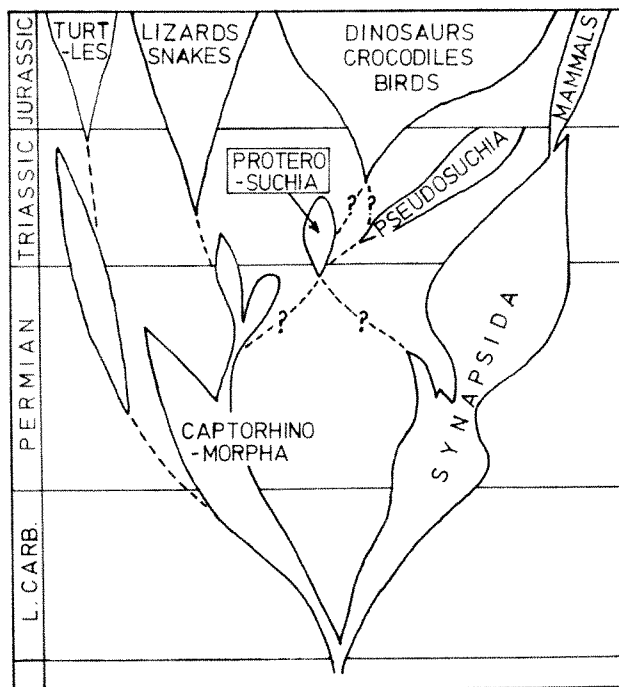 TURT
-LES
LIZARDS
SNAKES
DINOSAURS
CROCODILES
BIRDS
MAMMALS
JURASSIC
TRIASSIC
PERMIAN
L. CARB.
PROTERO
-SUCHIA
?
?
PSEUDOSUCHIA
?
?
CAPTORHINO
-MORPHA
SYNAPSIDA